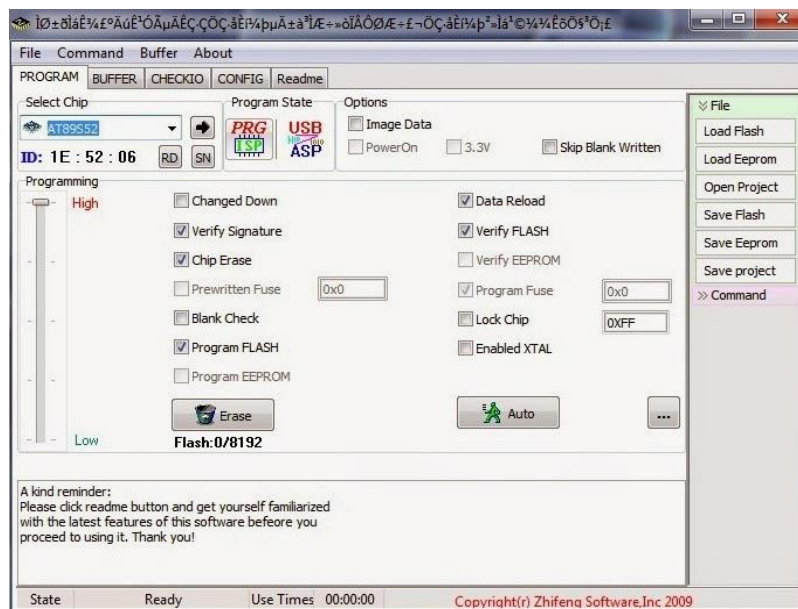 File Command Buffer About
PROGRAM BUFFER CHECKIO CONFIG Readme
Select Chip
AT89S52
ID: 1E : 52 : 06 RD SN
Program State
PRG ISP
USB ASP
Options
Image Data
PowerOn 3.3V Skip Blank Written
Programming
High
Low
Changed Down
Verify Signature
Chip Erase
Prewritten Fuse 0x0
Blank Check
Program FLASH
Program EEPROM
Erase
Flash:0/8192
Data Reload
Verify FLASH
Verify EEPROM
Program Fuse 0x0
Lock Chip 0XFF
Enabled XTAL
Auto
...
File
Load Flash
Load Eeprom
Open Project
Save Flash
Save Eeprom
Save project
Command
A kind reminder:
Please click readme button and get yourself familiarized
with the latest features of this software befeore you
proceed to using it. Thank you!
State Ready Use Times 00:00:00 Copyright(r) Zhifeng Software,Inc 2009